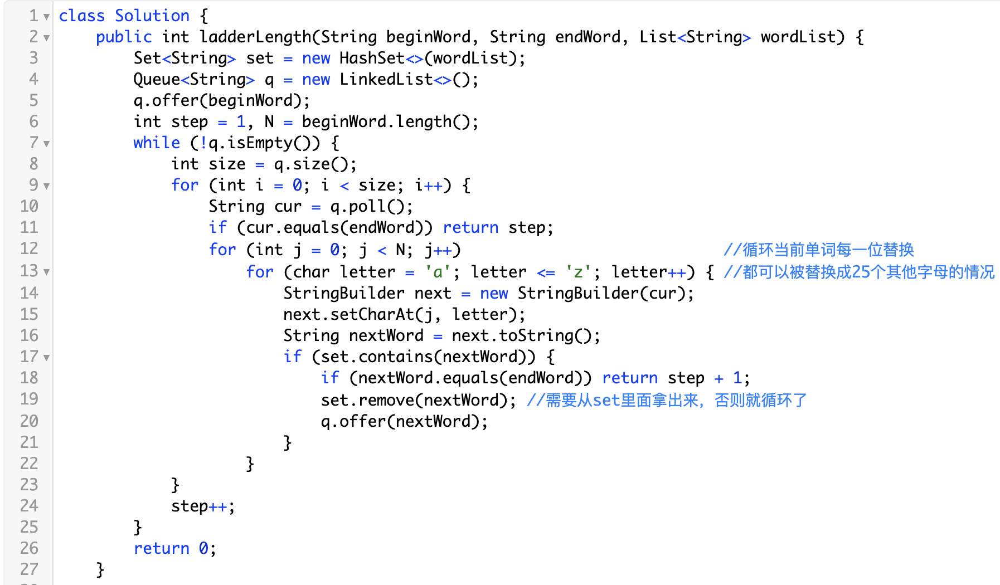 1 class Solution {
2 public int ladderLength(String beginWord, String endWord, List<String> wordList) {
3 Set<String> set = new HashSet<>(wordList);
4 Queue<String> q = new LinkedList<>();
5 q.offer(beginWord);
6 int step = 1, N = beginWord.length();
7 while (!q.isEmpty()) {
8 int size = q.size();
9 for (int i = 0; i < size; i++) {
10 String cur = q.poll();
11 if (cur.equals(endWord)) return step;
12 for (int j = 0; j < N; j++) //循环当前单词每一位替换
13 for (char letter = 'a'; letter <= 'z'; letter++) { //都可以被替换成25个其他字母的情况
14 StringBuilder next = new StringBuilder(cur);
15 next.setCharAt(j, letter);
16 String nextWord = next.toString();
17 if (set.contains(nextWord)) {
18 if (nextWord.equals(endWord)) return step + 1;
19 set.remove(nextWord); //需要从set里面拿出来，否则就循环了
20 q.offer(nextWord);
21 }
22 }
23 }
24 step++;
25 }
26 return 0;
27 }